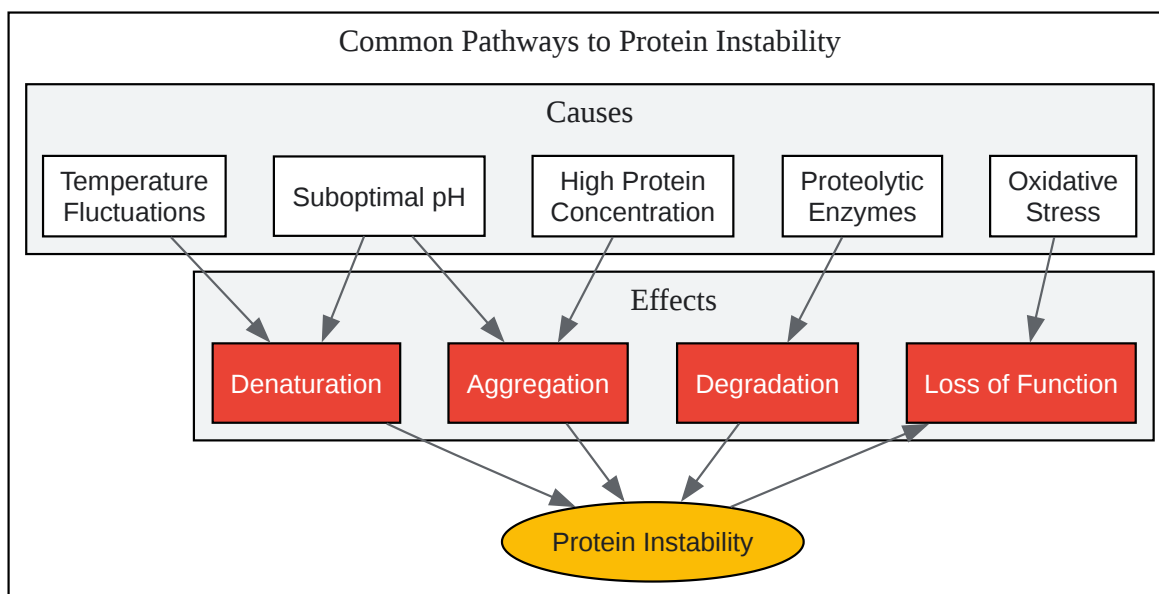 Common Pathways to Protein Instability
Causes
Temperature
Fluctuations
Suboptimal pH
High Protein
Concentration
Proteolytic
Enzymes
Oxidative
Stress
Effects
Denaturation
Aggregation
Degradation
Loss of Function
Protein Instability